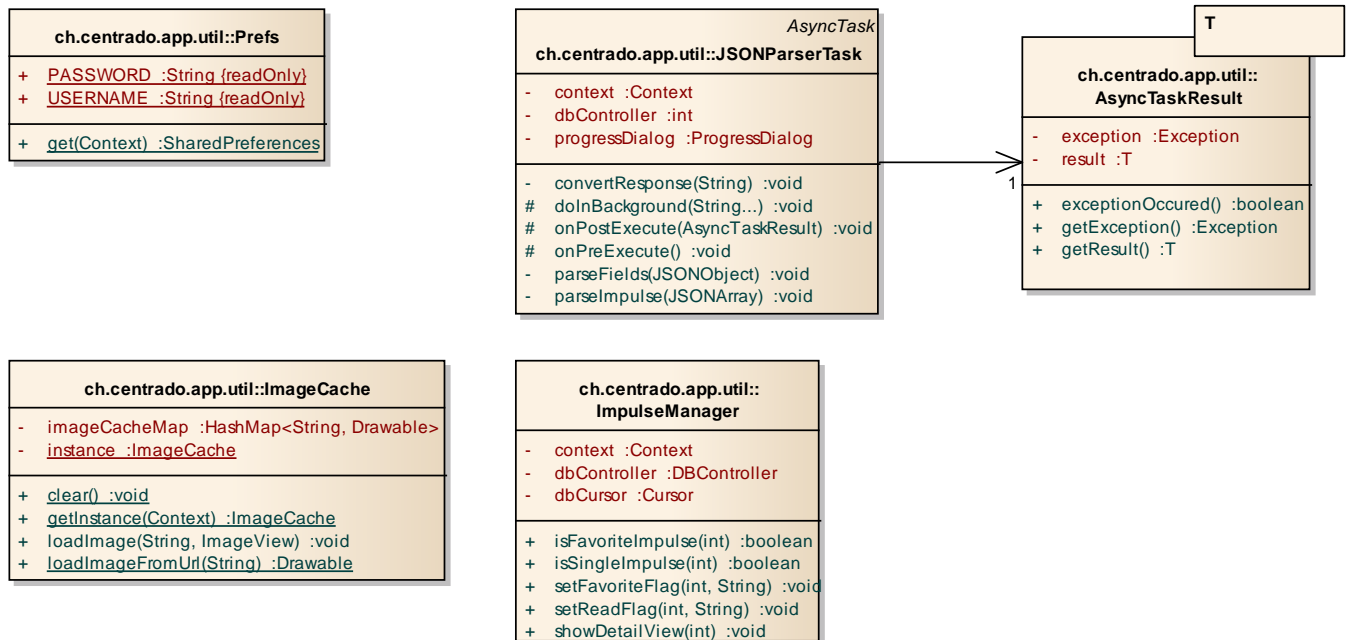 ch.centrado.app.util::Prefs
+ PASSWORD :String {readOnly}
+ USERNAME :String {readOnly}
+ get(Context) :SharedPreferences
AsyncTask
ch.centrado.app.util::JSONParserTask
- context :Context
- dbController :int
- progressDialog :ProgressDialog
- convertResponse(String) :void
# doInBackground(String...) :void
# onPostExecute(AsyncTaskResult) :void
# onPreExecute() :void
- parseFields(JSONObject) :void
- parseImpulse(JSONArray) :void
1
T
ch.centrado.app.util::
AsyncTaskResult
- exception :Exception
- result :T
+ exceptionOccured() :boolean
+ getException() :Exception
+ getResult() :T
ch.centrado.app.util::ImageCache
- imageCacheMap :HashMap<String, Drawable>
- instance :ImageCache
+ clear() :void
+ getInstance(Context) :ImageCache
+ loadImage(String, ImageView) :void
+ loadImageFromUrl(String) :Drawable
ch.centrado.app.util::
ImpulseManager
- context :Context
- dbController :DBController
- dbCursor :Cursor
+ isFavoriteImpulse(int) :boolean
+ isSingleImpulse(int) :boolean
+ setFavoriteFlag(int, String) :void
+ setReadFlag(int, String) :void
+ showDetailView(int) :void